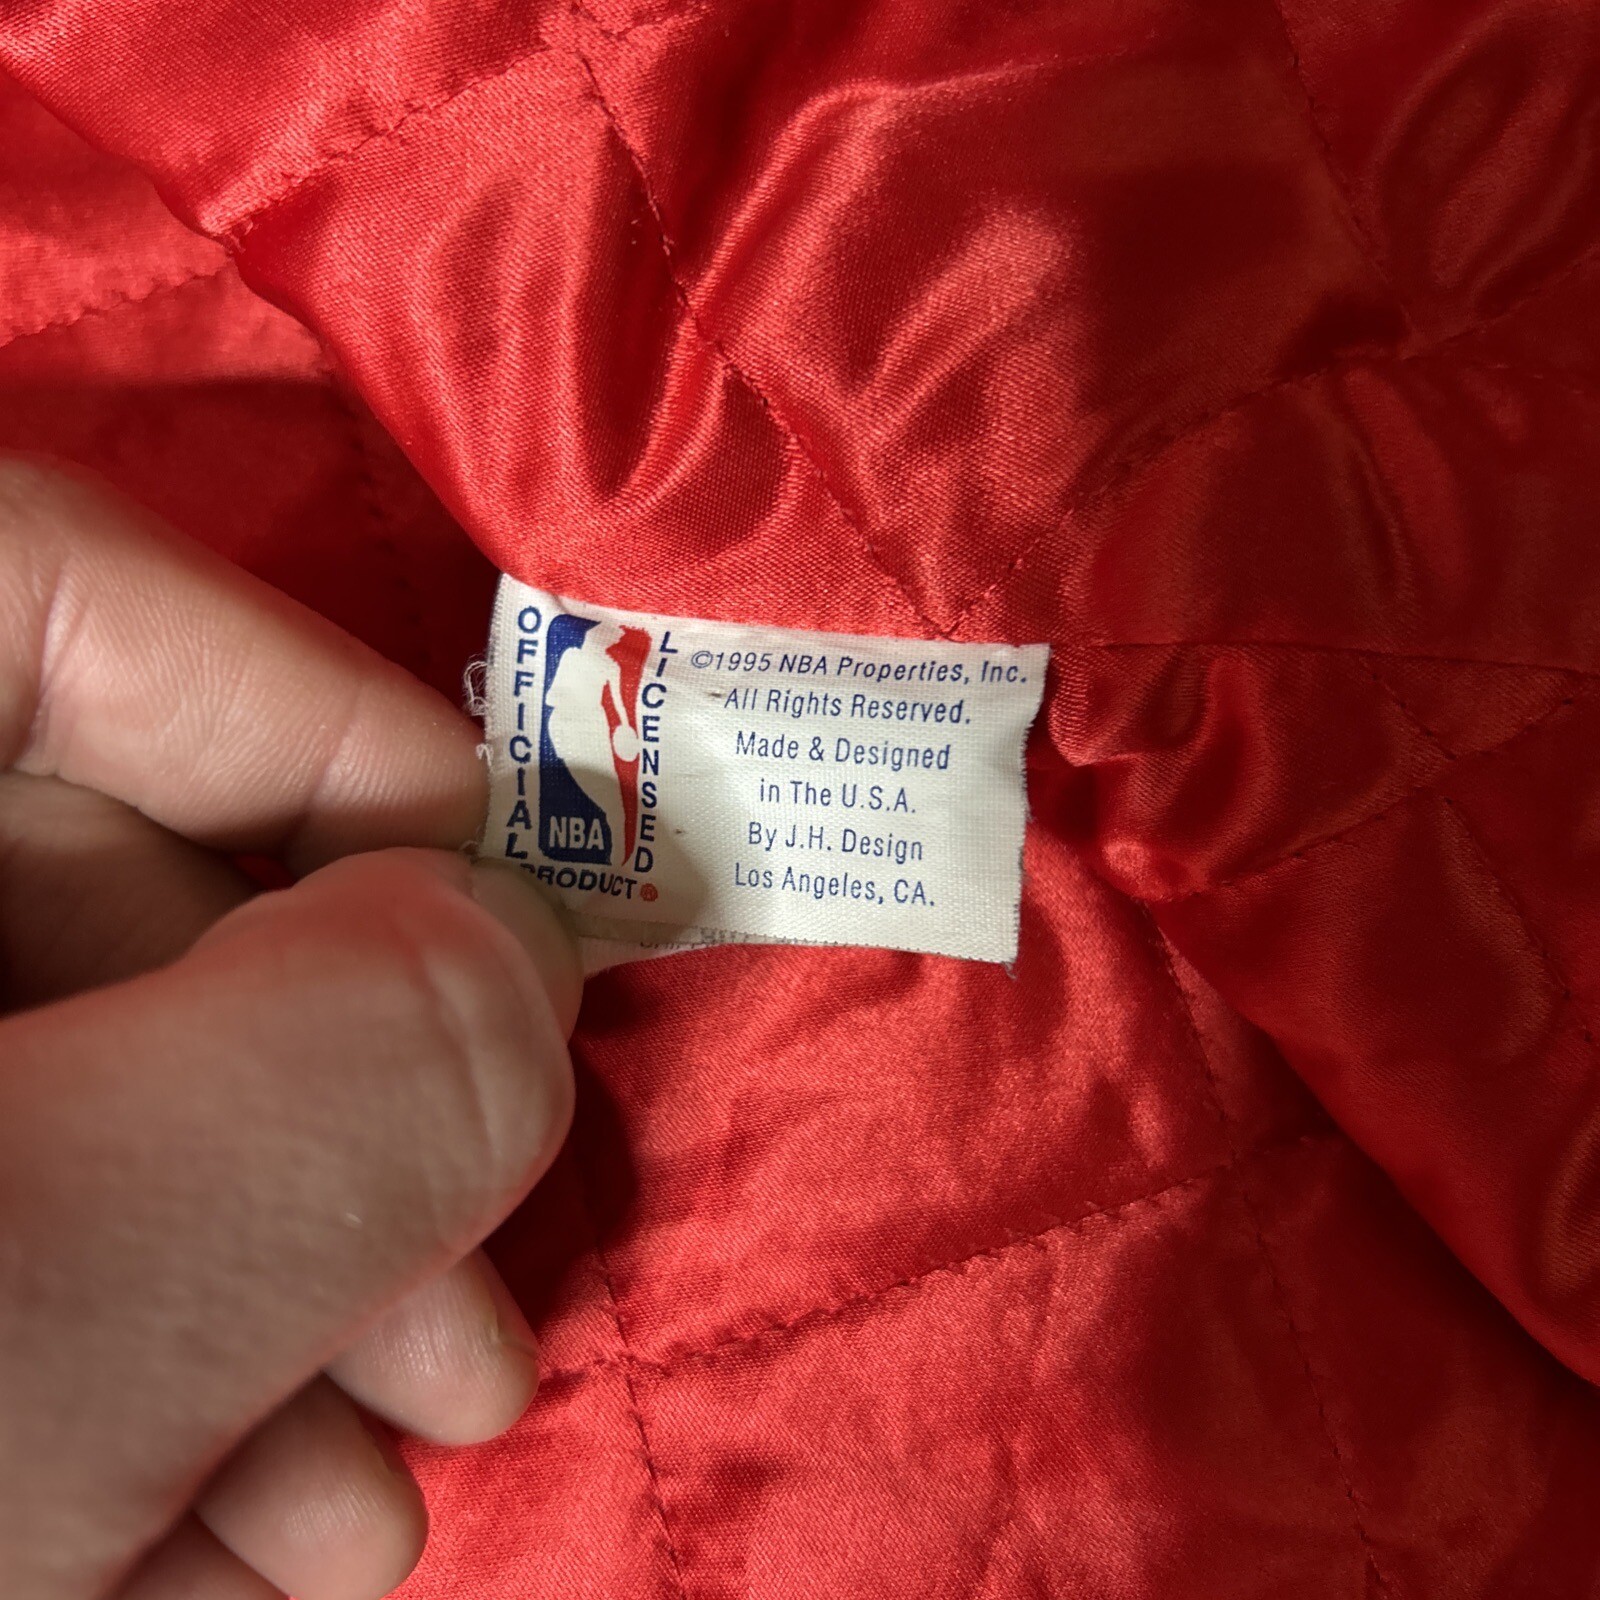 OFFICIAL
LICENSED
PRODUCT
NBA
©1995 NBA Properties, Inc.
All Rights Reserved.
Made & Designed
in The U.S.A.
By J.H. Design
Los Angeles, CA.